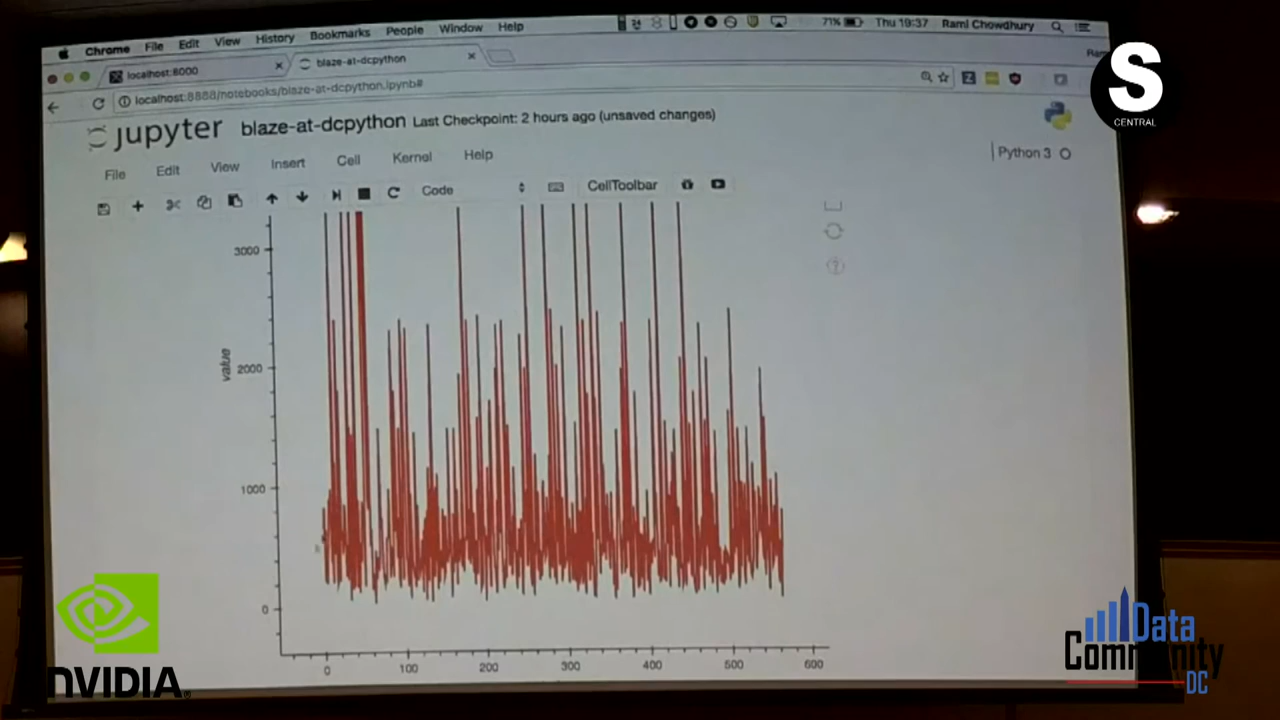 Chrome File Edit View History Bookmarks People Window Help 71% Thu 19:37 Rami Chowdhury
localhost:8000 blaze-at-dcpython
localhost:8888/notebooks/blaze-at-dcpython.ipynb#
S
CENTRAL
jupyter blaze-at-dcpython Last Checkpoint: 2 hours ago (unsaved changes)
File Edit View Insert Cell Kernel Help Python 3
Code CellToolbar
3000
2000
1000
0
value
0 100 200 300 400 500 600
NVIDIA
Data
Community
DC